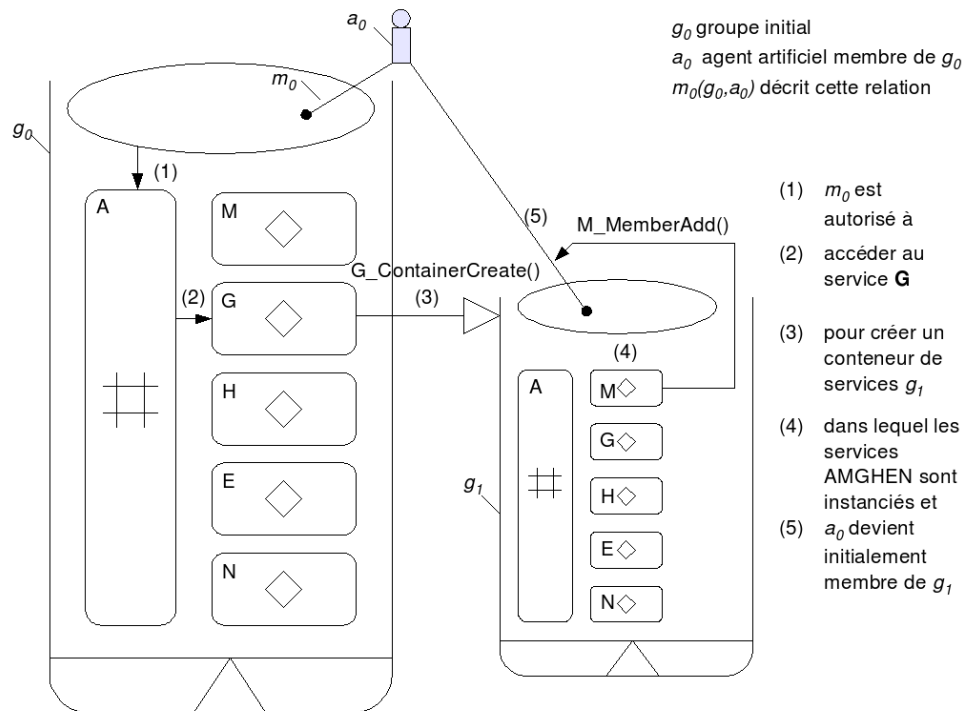 a0
g0 groupe initial
a0 agent artificiel membre de g0
m0(g0,a0) décrit cette relation
m0
g0
(1)
A
M
(5)
M_MemberAdd()
G_ContainerCreate()
(2)
G
(3)
H
E
N
(4)
A
M
G
g1
H
E
N
(1) m0 est
autorisé à
(2) accéder au
service G
(3) pour créer un
conteneur de
services g1
(4) dans lequel les
services
AMGHEN sont
instanciés et
(5) a0 devient
initialement
membre de g1